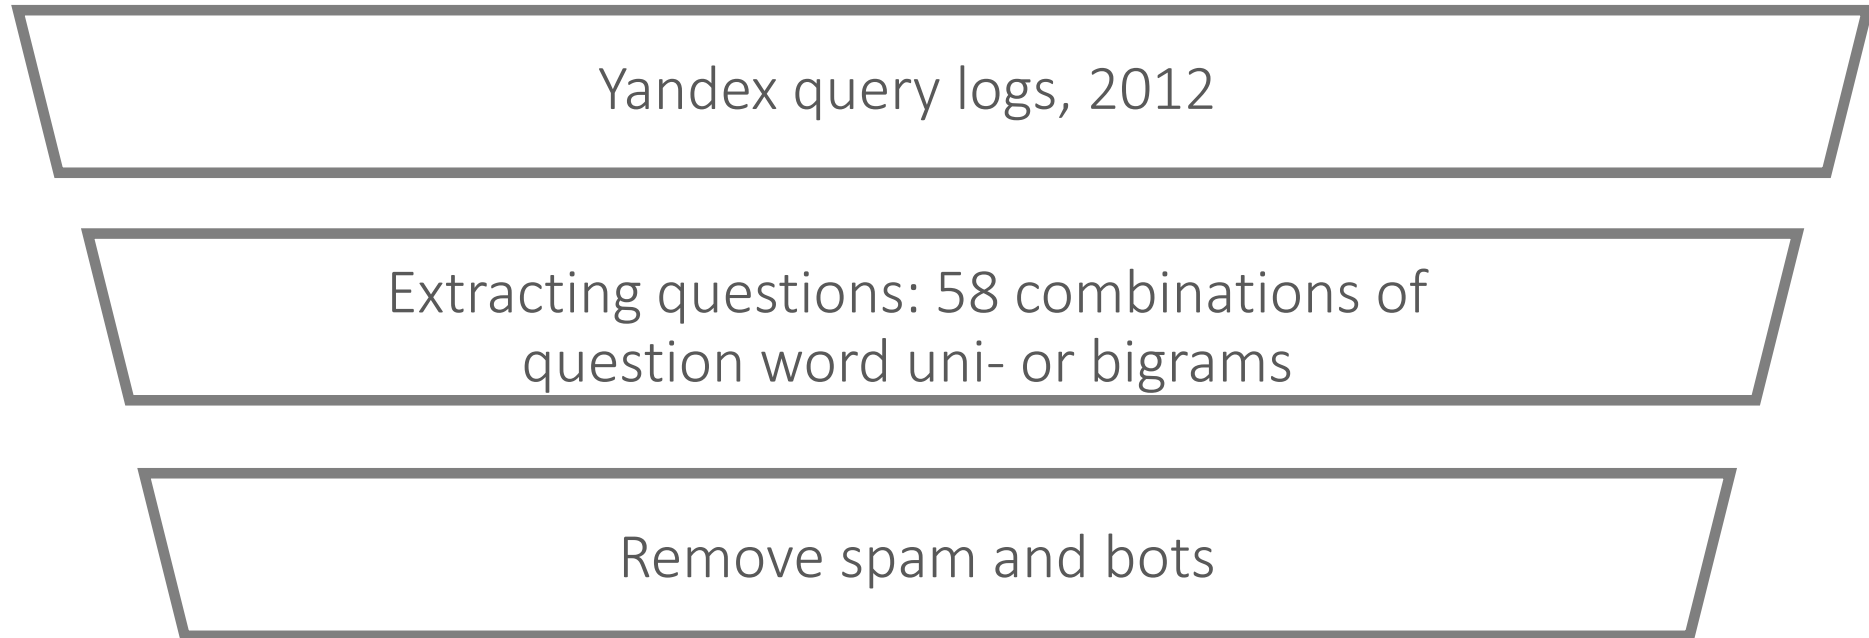 Yandex query logs, 2012
Extracting questions: 58 combinations of
question word uni- or bigrams
Remove spam and bots